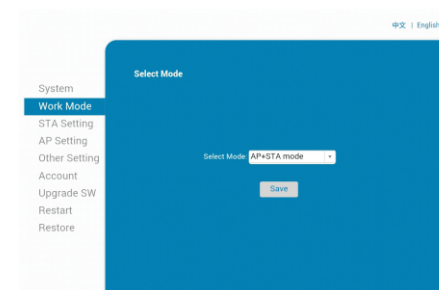 中文 | English
Select Mode
System
Work Mode
STA Setting
AP Setting
Other Setting
Account
Upgrade SW
Restart
Restore
Select Mode AP+STA mode
Save